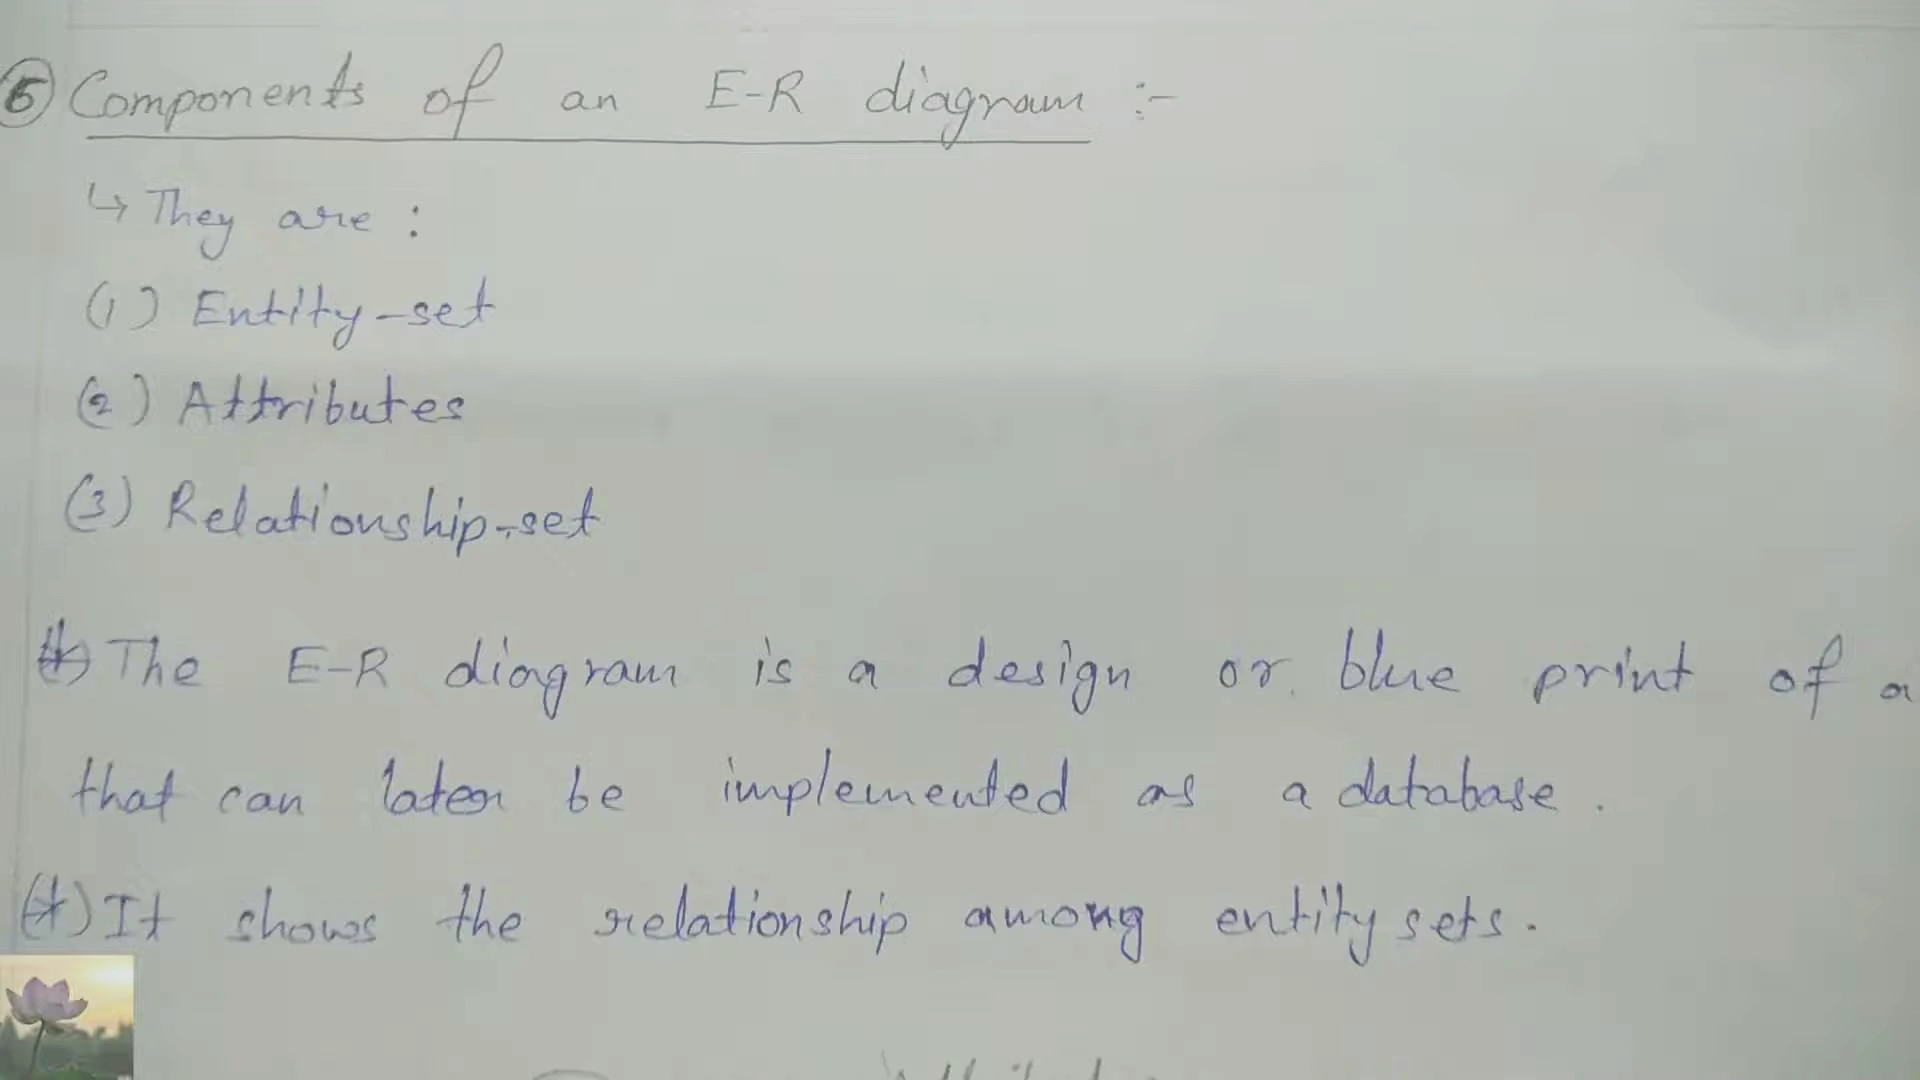 5 Components of an E-R diagram :-
↳ They are :
(1) Entity-set
(2) Attributes
(3) Relationship-set
(*) The E-R diagram is a design or blue print of a
that can later be implemented as a database.
(*) It shows the relationship among entity sets.